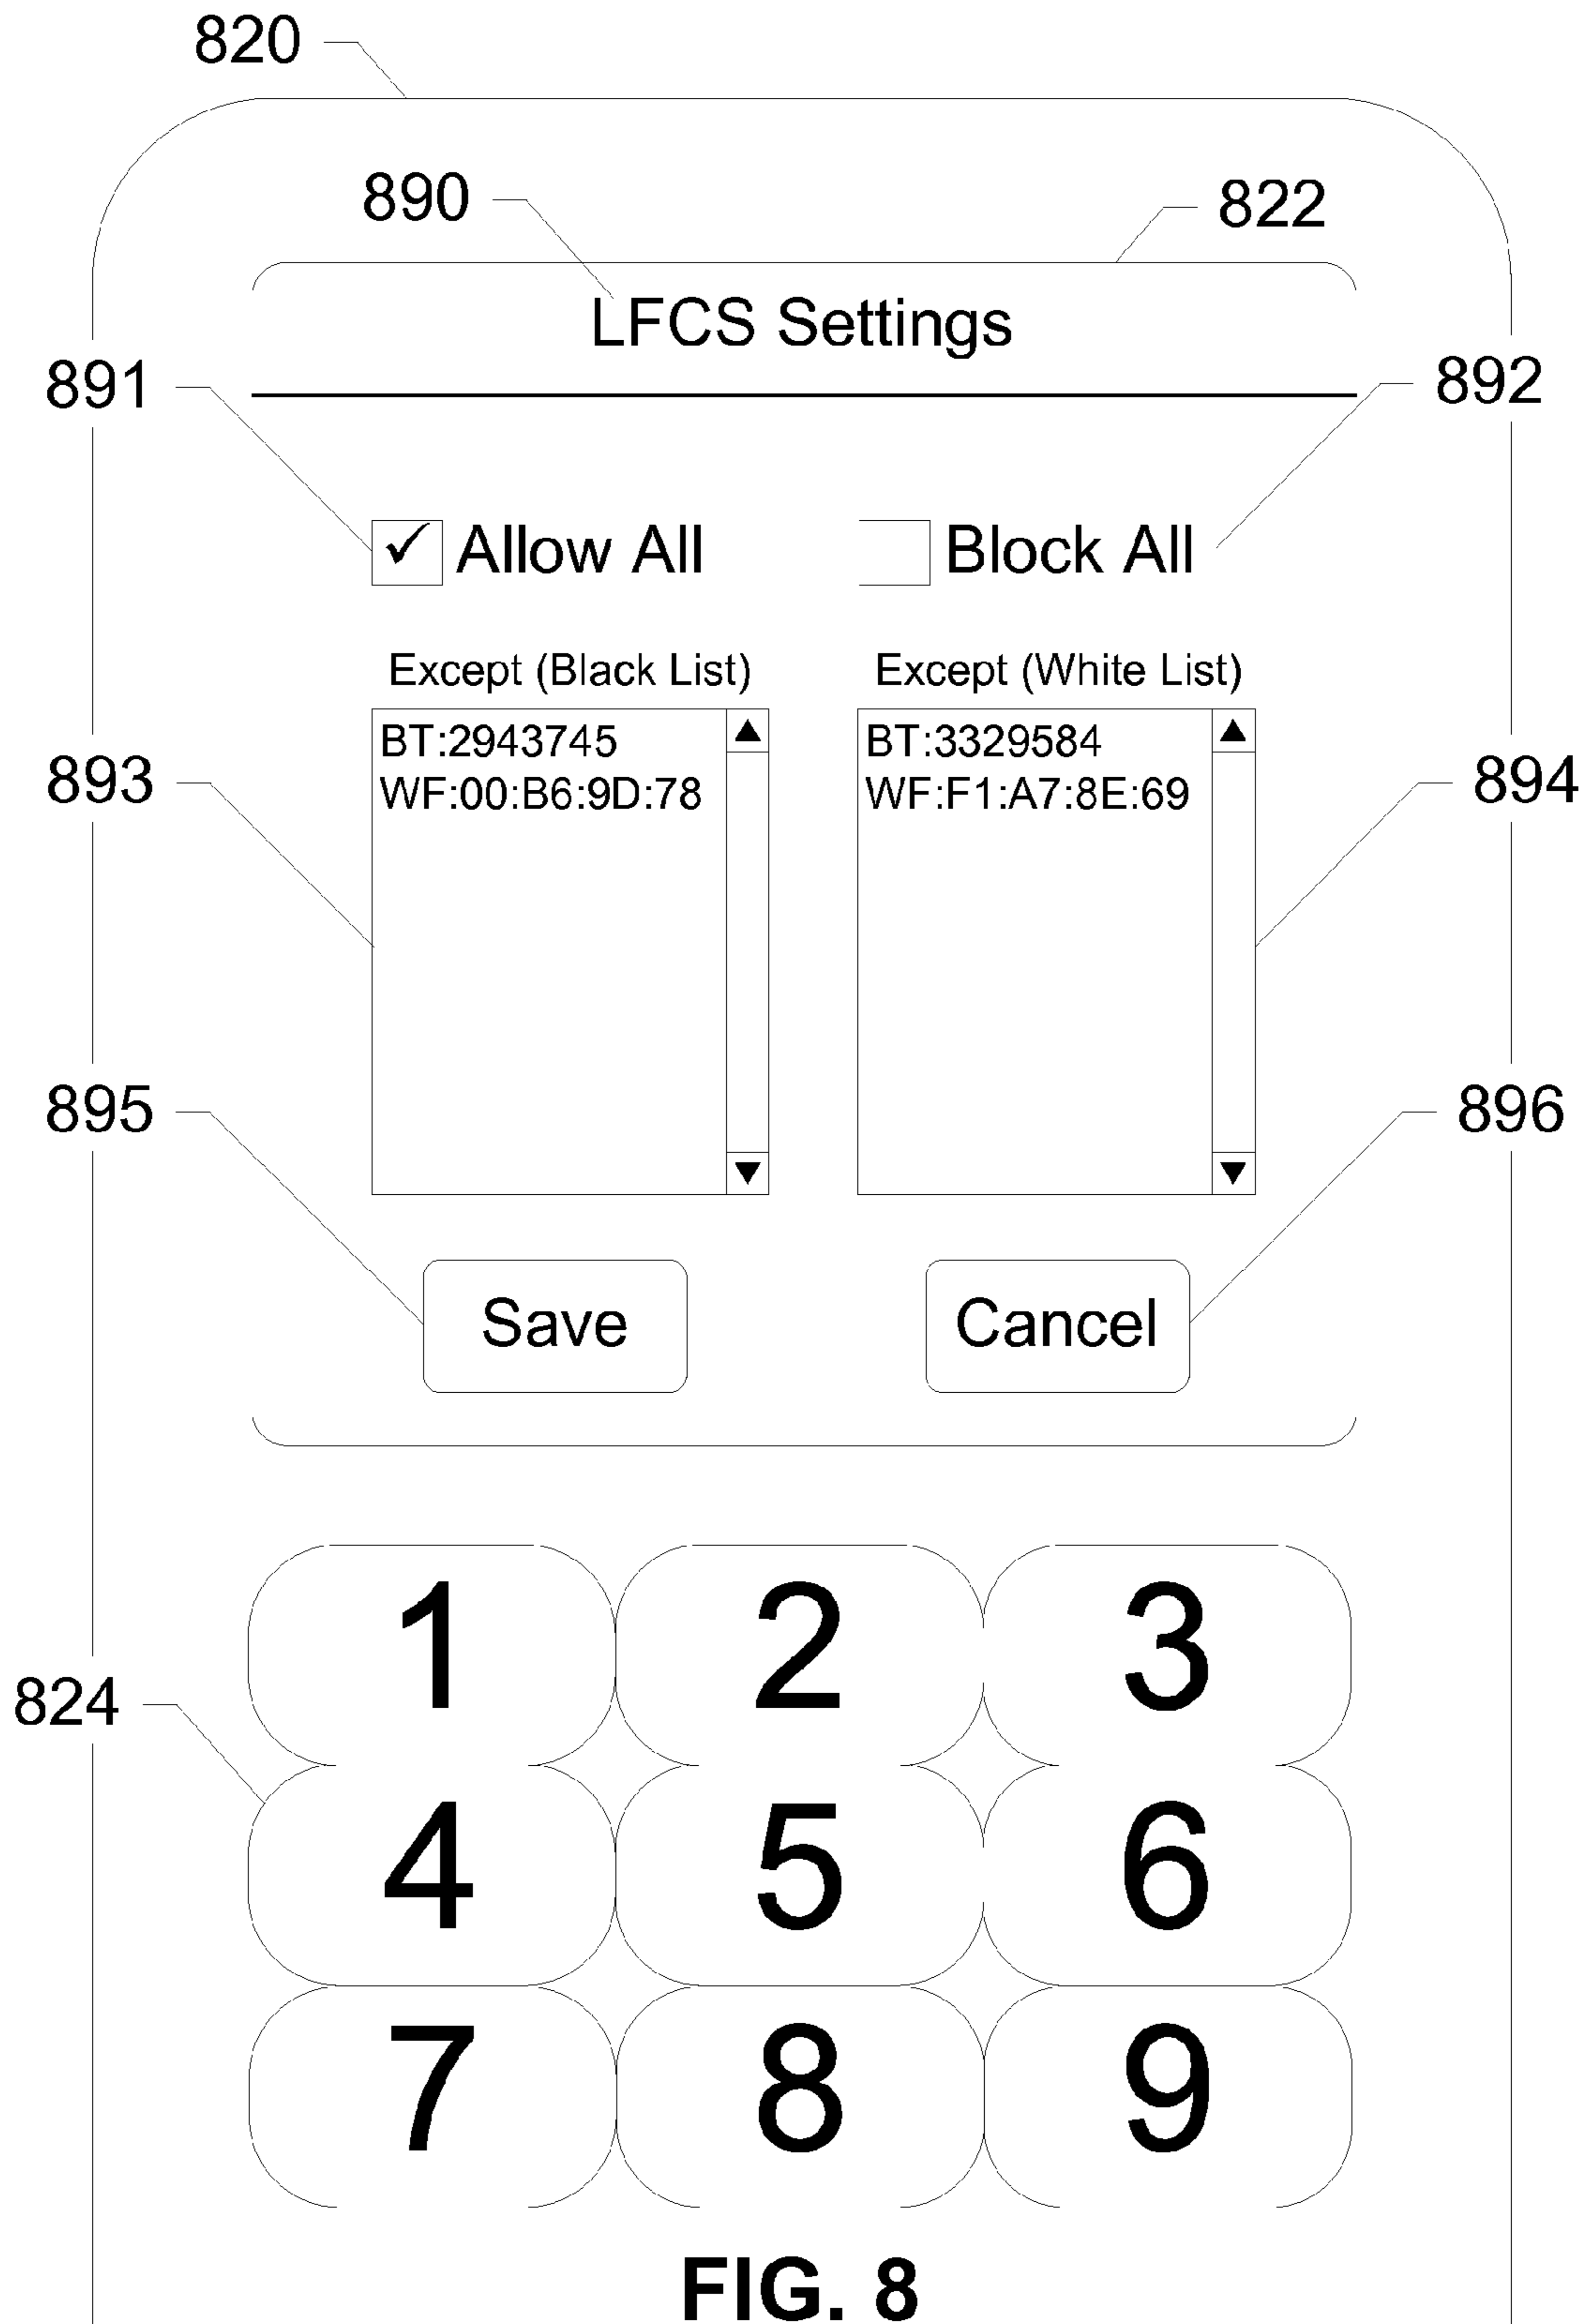 820
890
822
LFCS Settings
891
892
✓ Allow All
Block All
Except (Black List)
Except (White List)
BT:2943745
WF:00:B6:9D:78
BT:3329584
WF:F1:A7:8E:69
893
894
895
896
Save
Cancel
1 2 3
824
4 5 6
7 8 9
FIG. 8